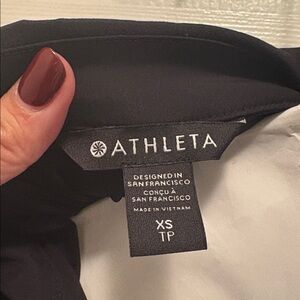 ATHLETA
DESIGNED IN
SAN FRANCISCO
CONÇU À
SAN FRANCISCO
MADE IN VIETNAM
XS
TP